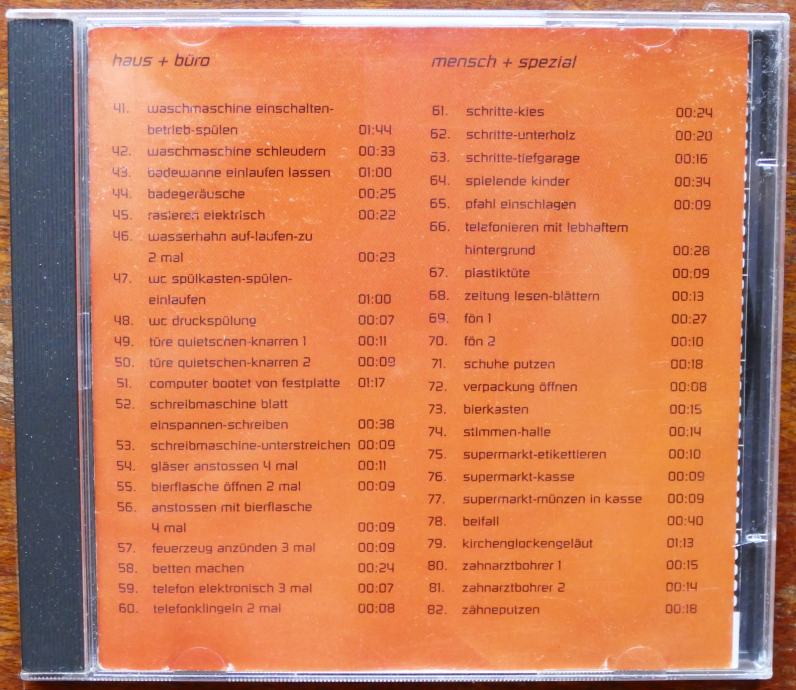 haus + büro
41. waschmaschine einschalten-
betrieb-spülen 01:44
42. waschmaschine schleudern 00:33
43. badewanne einlaufen lassen 01:00
44. badegeräusche 00:25
45. rasieren elektrisch 00:22
46. wasserhahn auf-laufen-zu
2 mal 00:23
47. wc spülkasten-spülen-
einlaufen 01:00
48. wc druckspülung 00:07
49. türe quietschen-knarren 1 00:11
50. türe quietschen-knarren 2 00:09
51. computer bootet von festplatte 01:17
52. schreibmaschine blatt
einspannen-schreiben 00:38
53. schreibmaschine-unterstreichen 00:09
54. gläser anstossen 4 mal 00:11
55. bierflasche öffnen 2 mal 00:09
56. anstossen mit bierflasche
4 mal 00:09
57. feuerzeug anzünden 3 mal 00:09
58. betten machen 00:24
59. telefon elektronisch 3 mal 00:07
60. telefonklingeln 2 mal 00:08
mensch + spezial
61. schritte-kies 00:24
62. schritte-unterholz 00:20
63. schritte-tiefgarage 00:16
64. spielende kinder 00:34
65. pfahl einschlagen 00:09
66. telefonieren mit lebhaftem
hintergrund 00:28
67. plastiktüte 00:09
68. zeitung lesen-blättern 00:13
69. fön 1 00:27
70. fön 2 00:10
71. schuhe putzen 00:18
72. verpackung öffnen 00:08
73. bierkasten 00:15
74. stimmen-halle 00:14
75. supermarkt-etikettieren 00:10
76. supermarkt-kasse 00:09
77. supermarkt-münzen in kasse 00:09
78. beifall 00:40
79. kirchenglockengeläut 01:13
80. zahnarztbohrer 1 00:15
81. zahnarztbohrer 2 00:14
82. zähneputzen 00:18